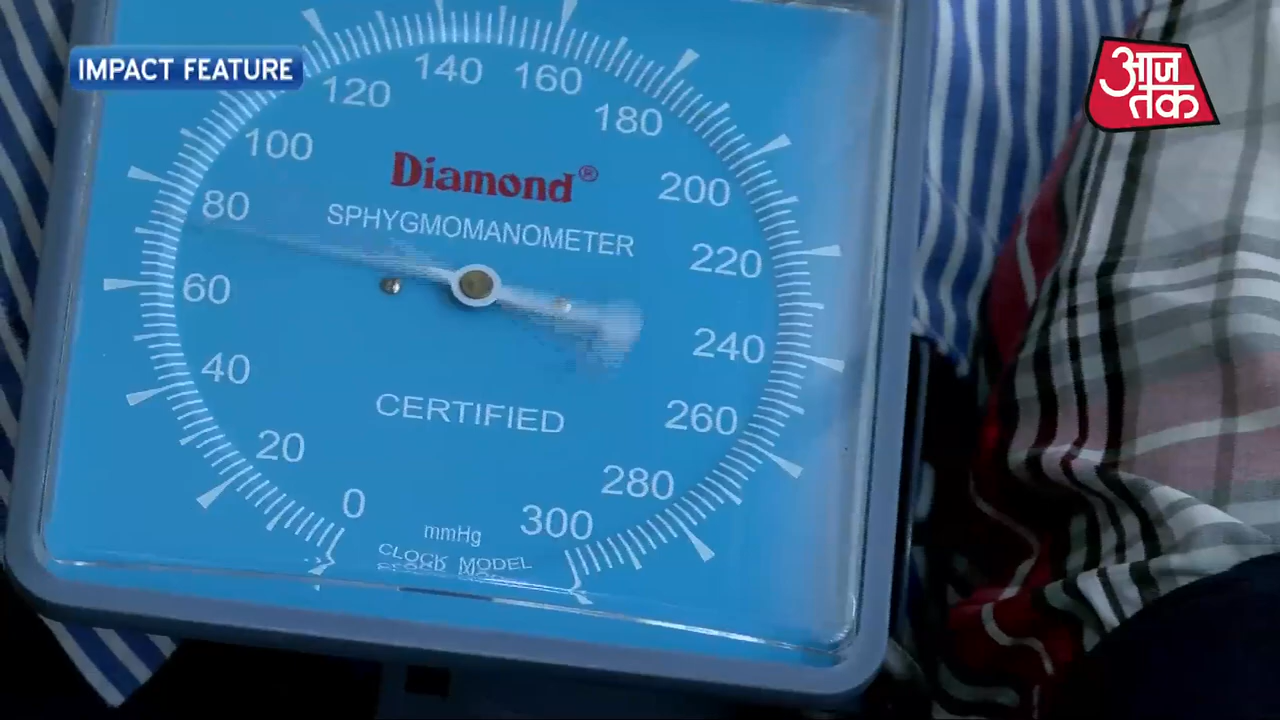 IMPACT FEATURE
आज
तक
0
20
40
60
80
100
120
140
160
180
200
220
240
260
280
300
Diamond®
SPHYGMOMANOMETER
CERTIFIED
mmHg
CLOCK MODEL